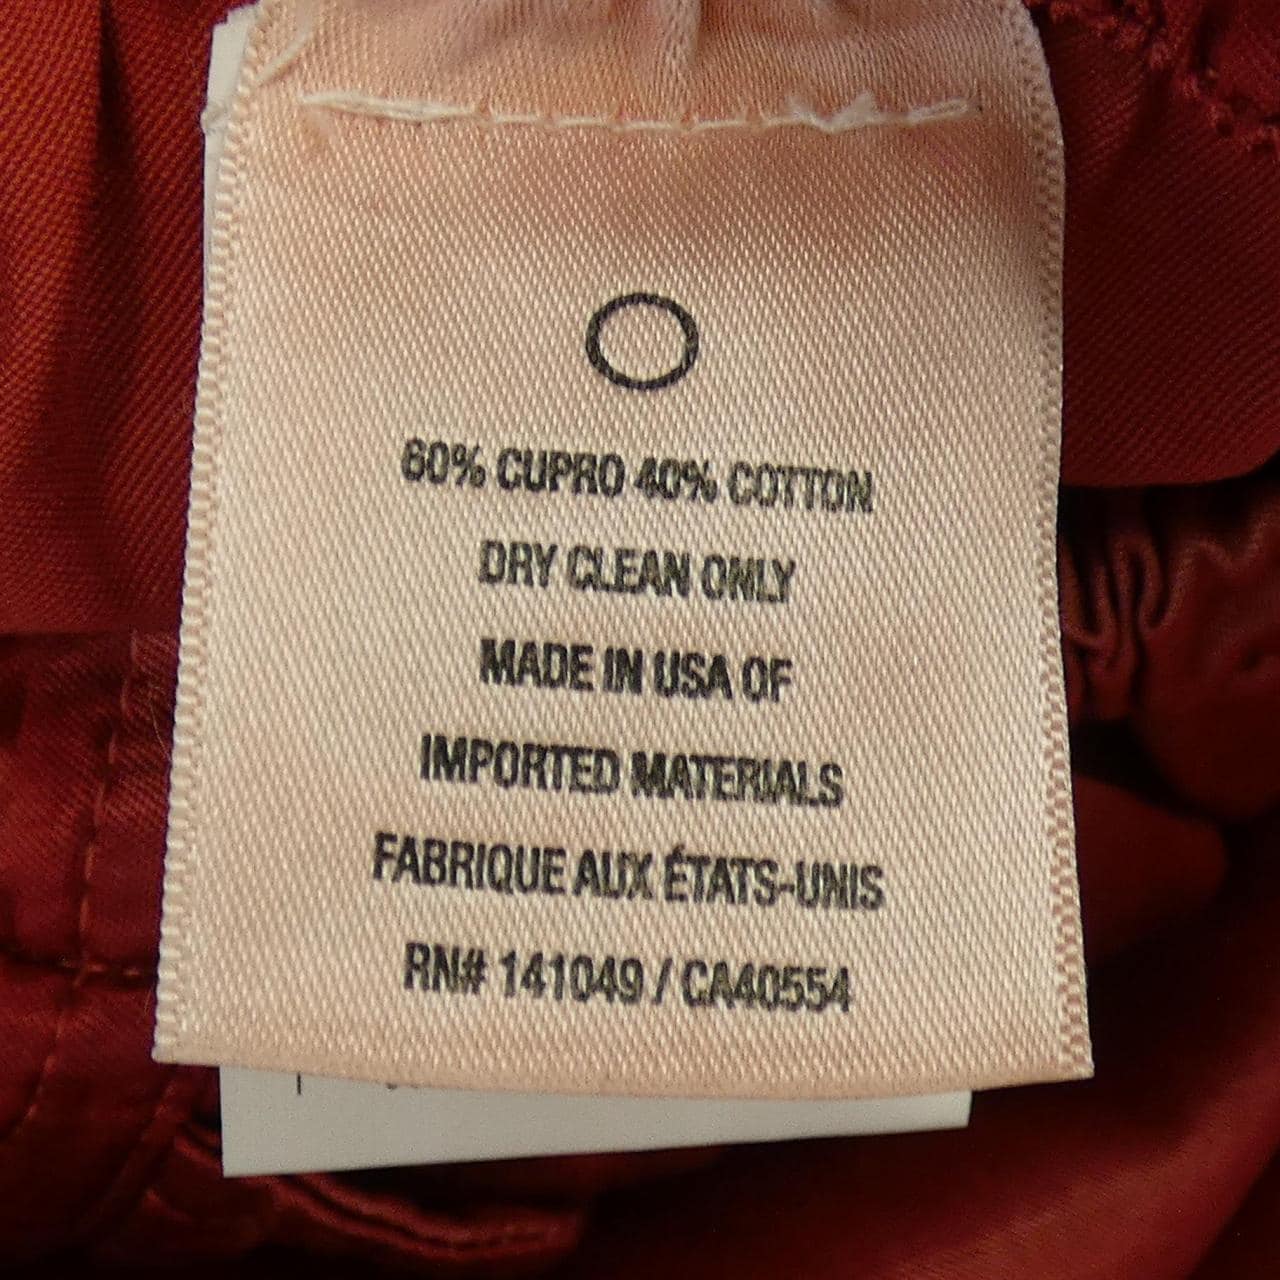 60% CUPRO 40% COTTON
DRY CLEAN ONLY
MADE IN USA OF
IMPORTED MATERIALS
FABRIQUE AUX ÉTATS-UNIS
RN# 141049 / CA40554